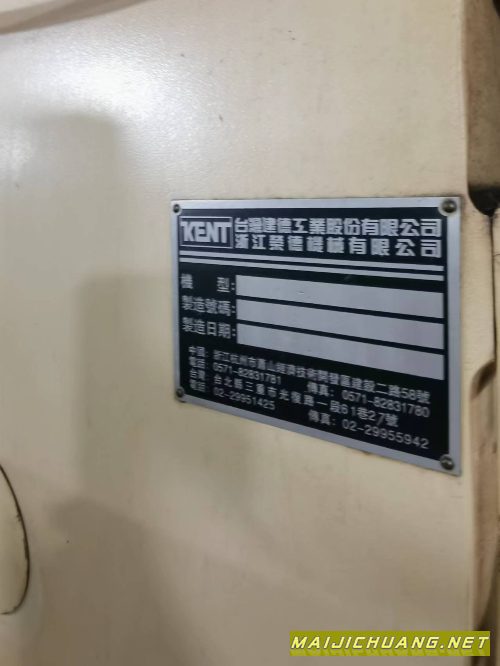 KENT 台灣建德工業股份有限公司
浙江榮德機械有限公司
機 型:
製造號碼:
製造日期:
中國: 浙江杭州市蕭山經濟技術開發區建設二路58號
電話: 0571-82831781 傳真: 0571-82831780
台灣: 台北縣三重市光復路一段61巷27號
電話: 02-29951425 傳真: 02-29955942
MAIJICHUANG.NET